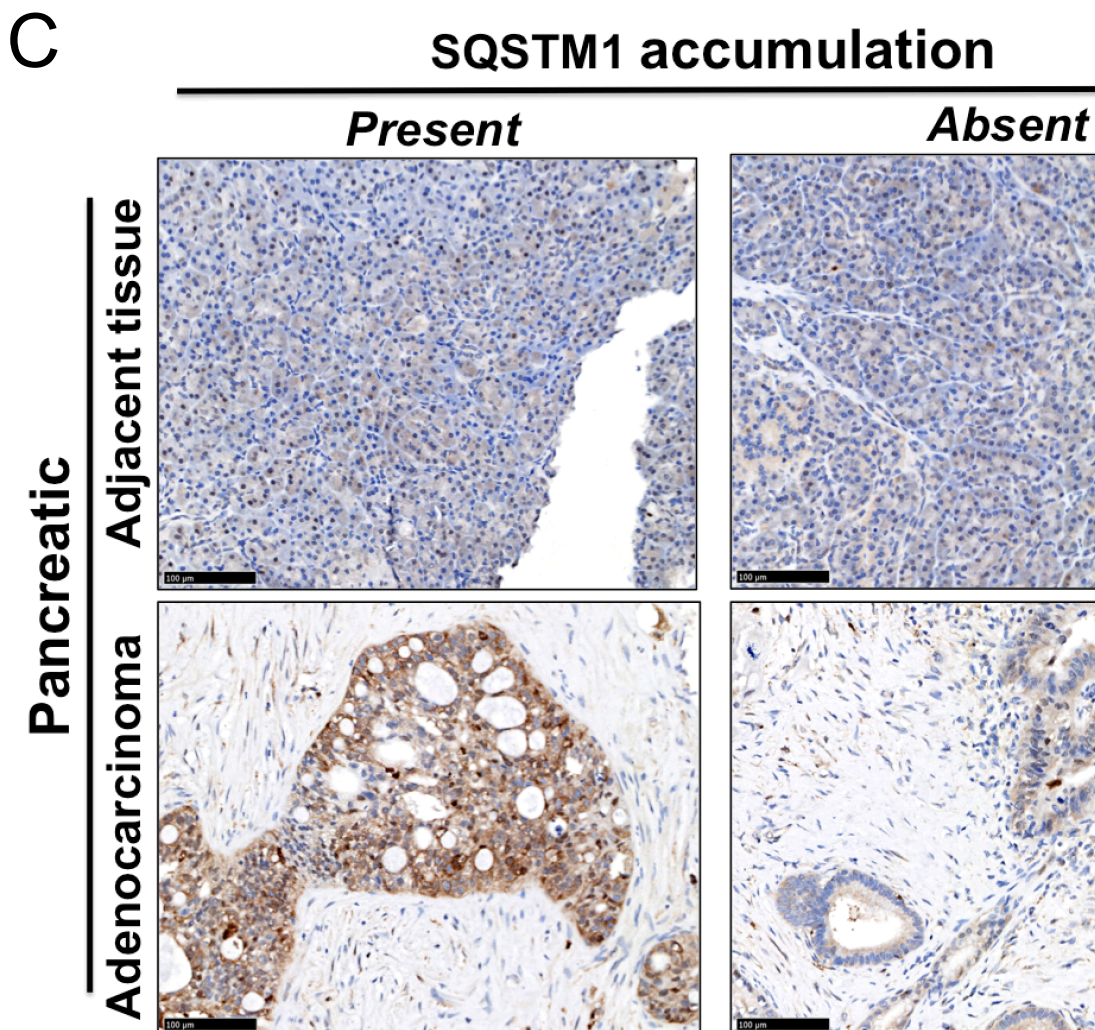 C
SQSTM1 accumulation
Present
Absent
Pancreatic
Adjacent tissue
Adenocarcinoma
100 µm
100 µm
100 µm
100 µm